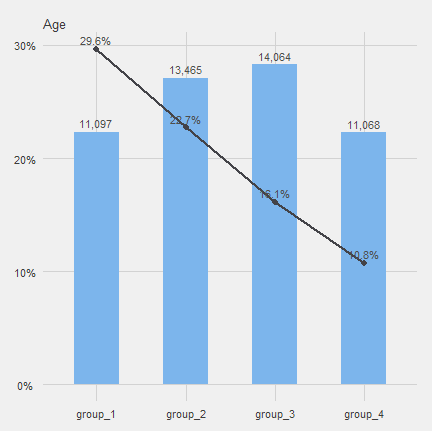 Age
30%
20%
10%
0%
29.6%
11,097
13,465
22.7%
14,064
16.1%
11,068
10.8%
group_1
group_2
group_3
group_4